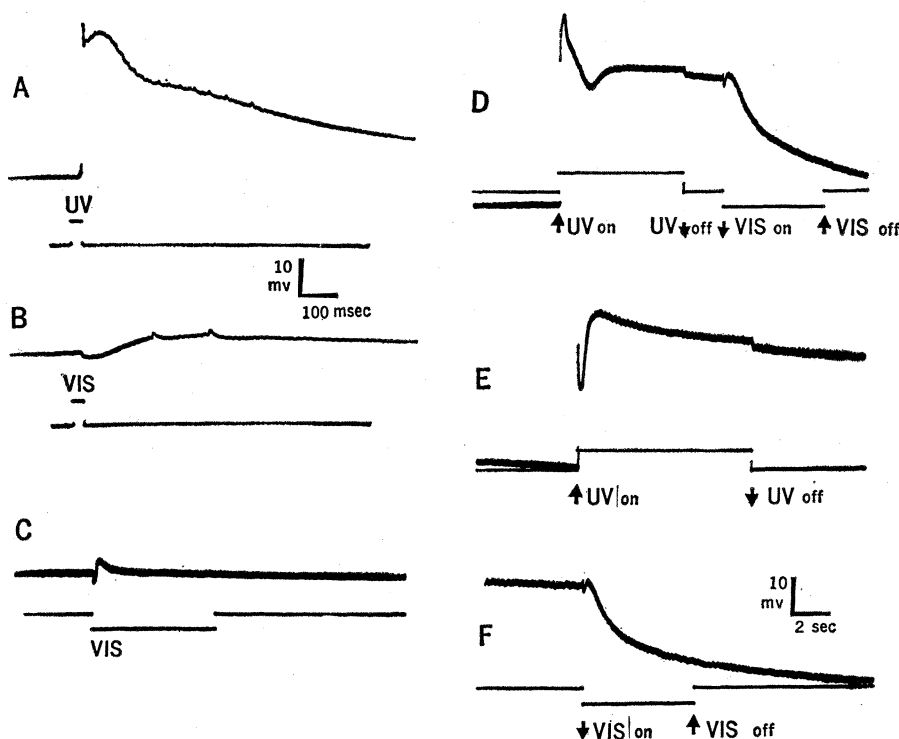 A
UV
10
mv
100 msec
B
VIS
C
VIS
D
UV on UV off VIS on VIS off
E
UV on UV off
10
mv
2 sec
F
VIS on VIS off